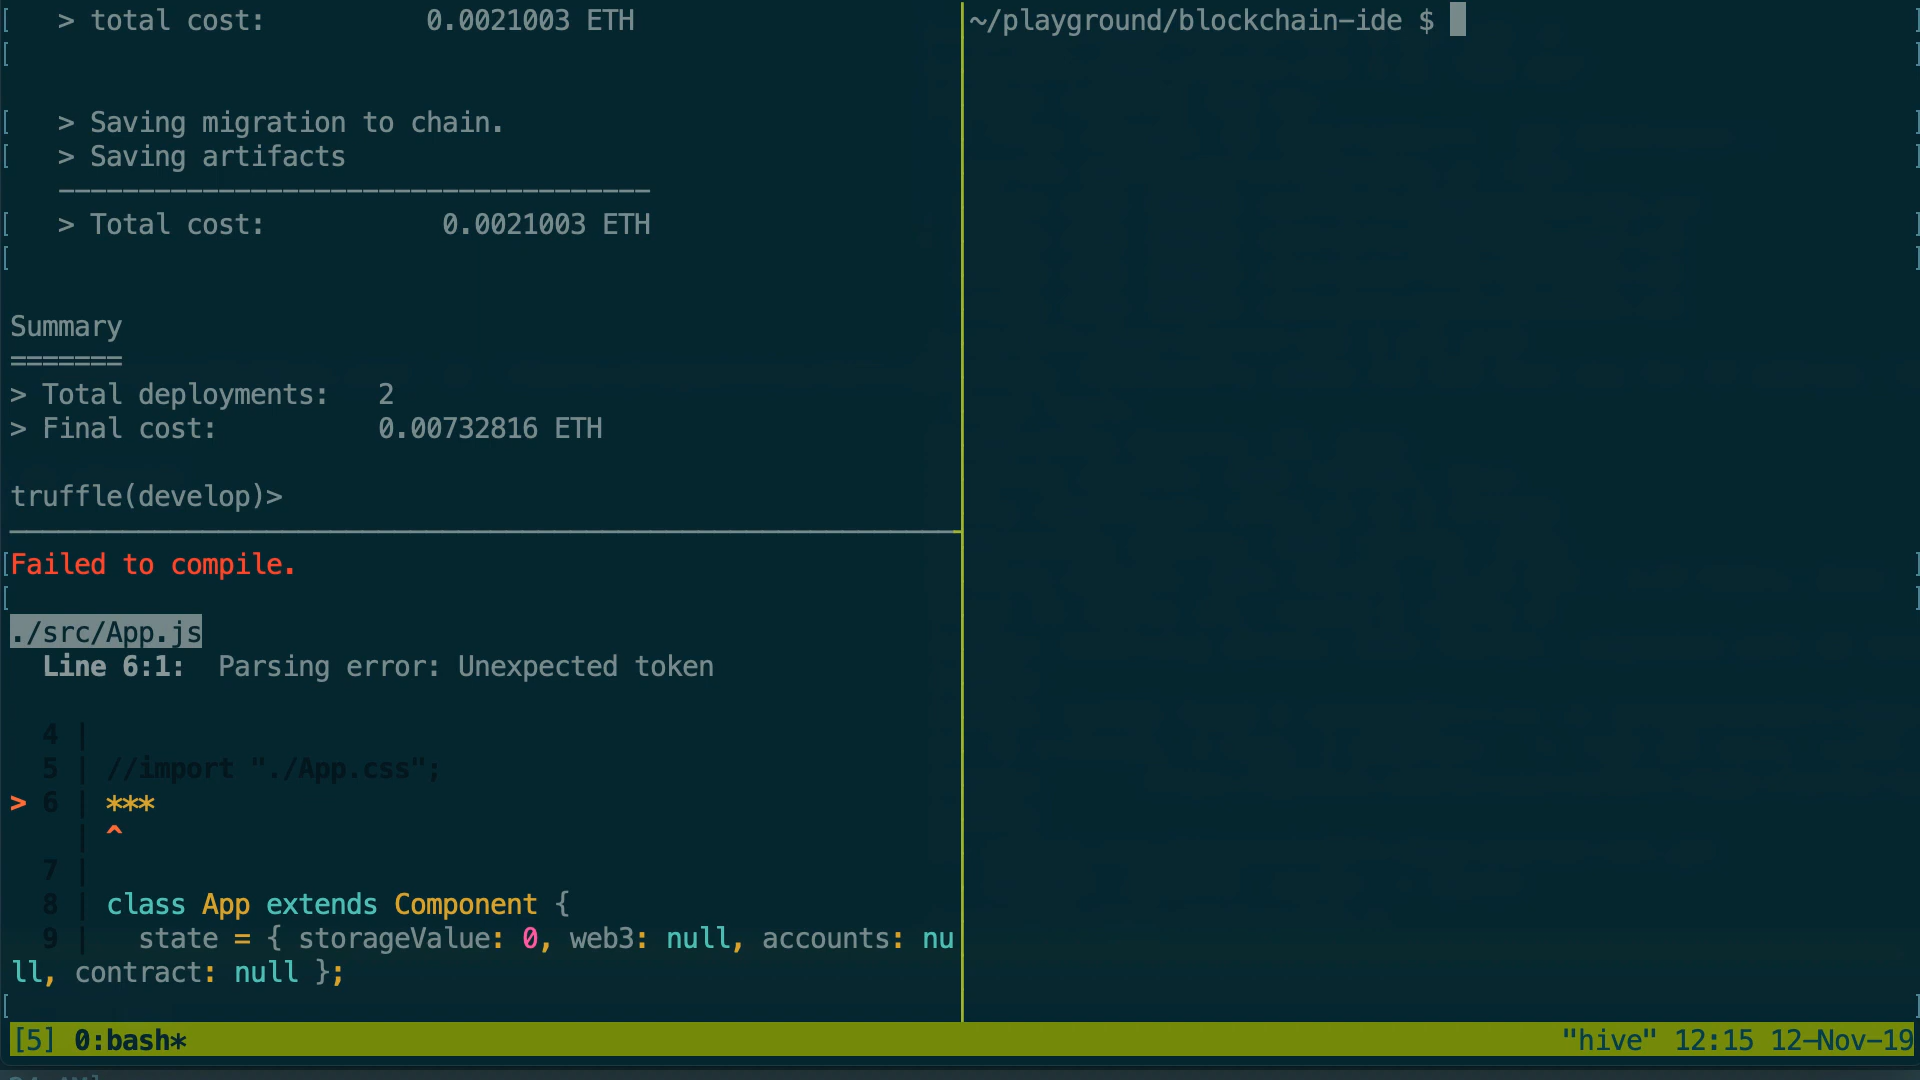 > total cost: 0.0021003 ETH
> Saving migration to chain.
> Saving artifacts
-------------------------------------
> Total cost: 0.0021003 ETH
Summary
=======
> Total deployments: 2
> Final cost: 0.00732816 ETH
truffle(develop)>
Failed to compile.
./src/App.js
Line 6:1: Parsing error: Unexpected token
4 |
5 | //import "./App.css";
> 6 | ***
| ^
7 |
8 | class App extends Component {
9 | state = { storageValue: 0, web3: null, accounts: nu
ll, contract: null };
~/playground/blockchain-ide $
[5] 0:bash* "hive" 12:15 12-Nov-19